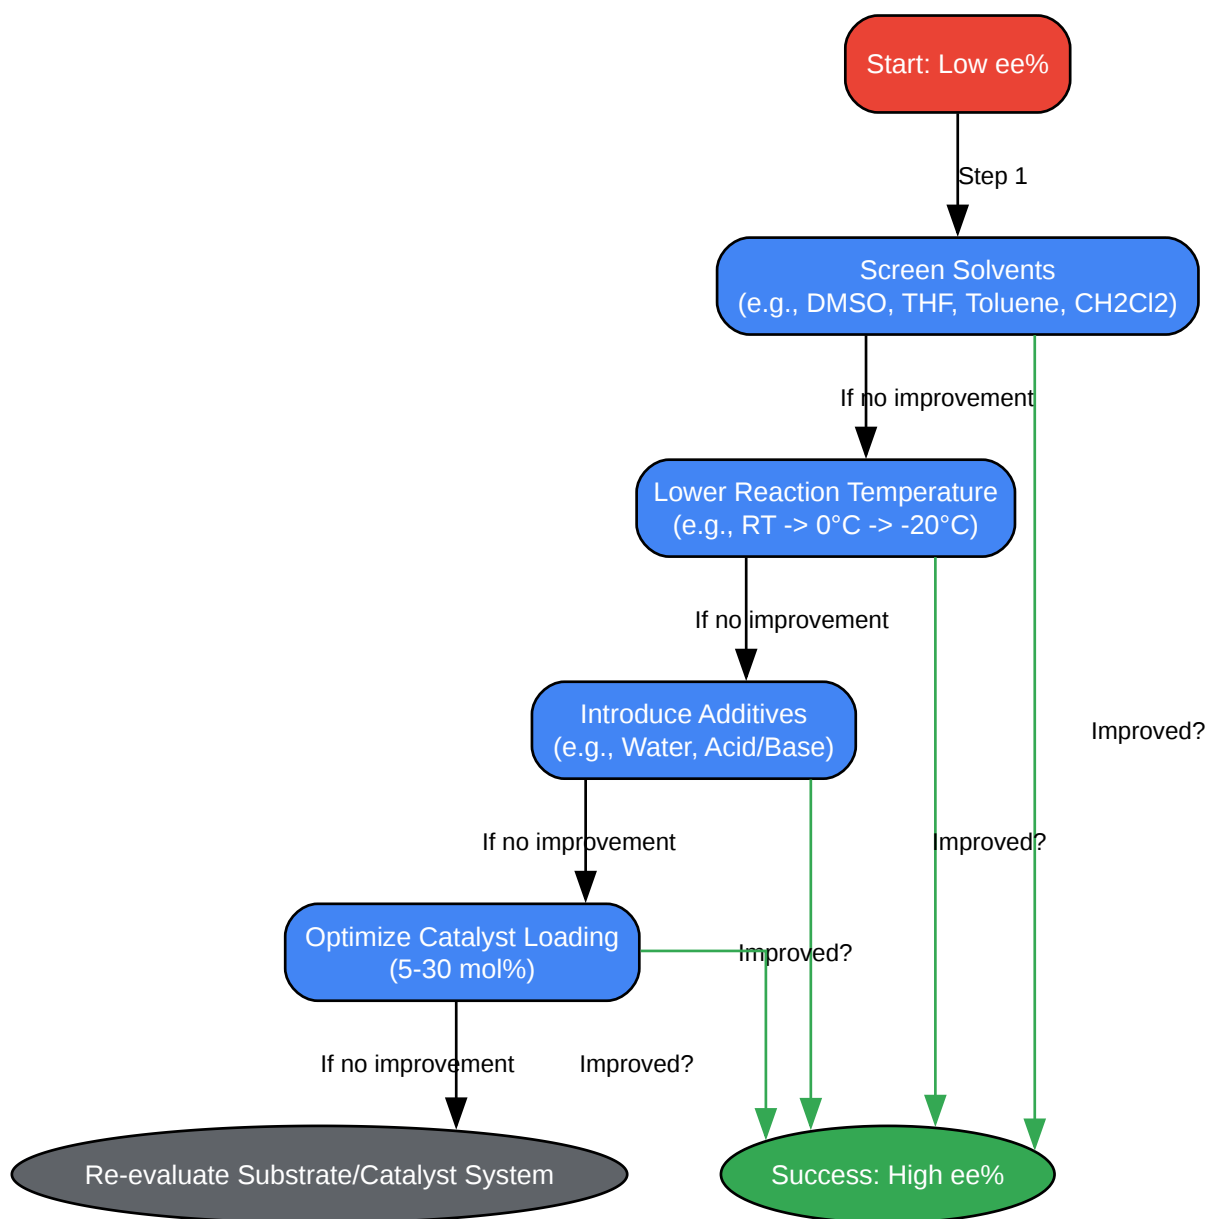 Start: Low ee%
Step 1
Screen Solvents
(e.g., DMSO, THF, Toluene, CH2Cl2)
If no improvement
Lower Reaction Temperature
(e.g., RT -> 0°C -> -20°C)
If no improvement
Introduce Additives
(e.g., Water, Acid/Base)
Improved?
If no improvement
Improved?
Optimize Catalyst Loading
(5-30 mol%)
Improved?
If no improvement
Improved?
Re-evaluate Substrate/Catalyst System
Success: High ee%